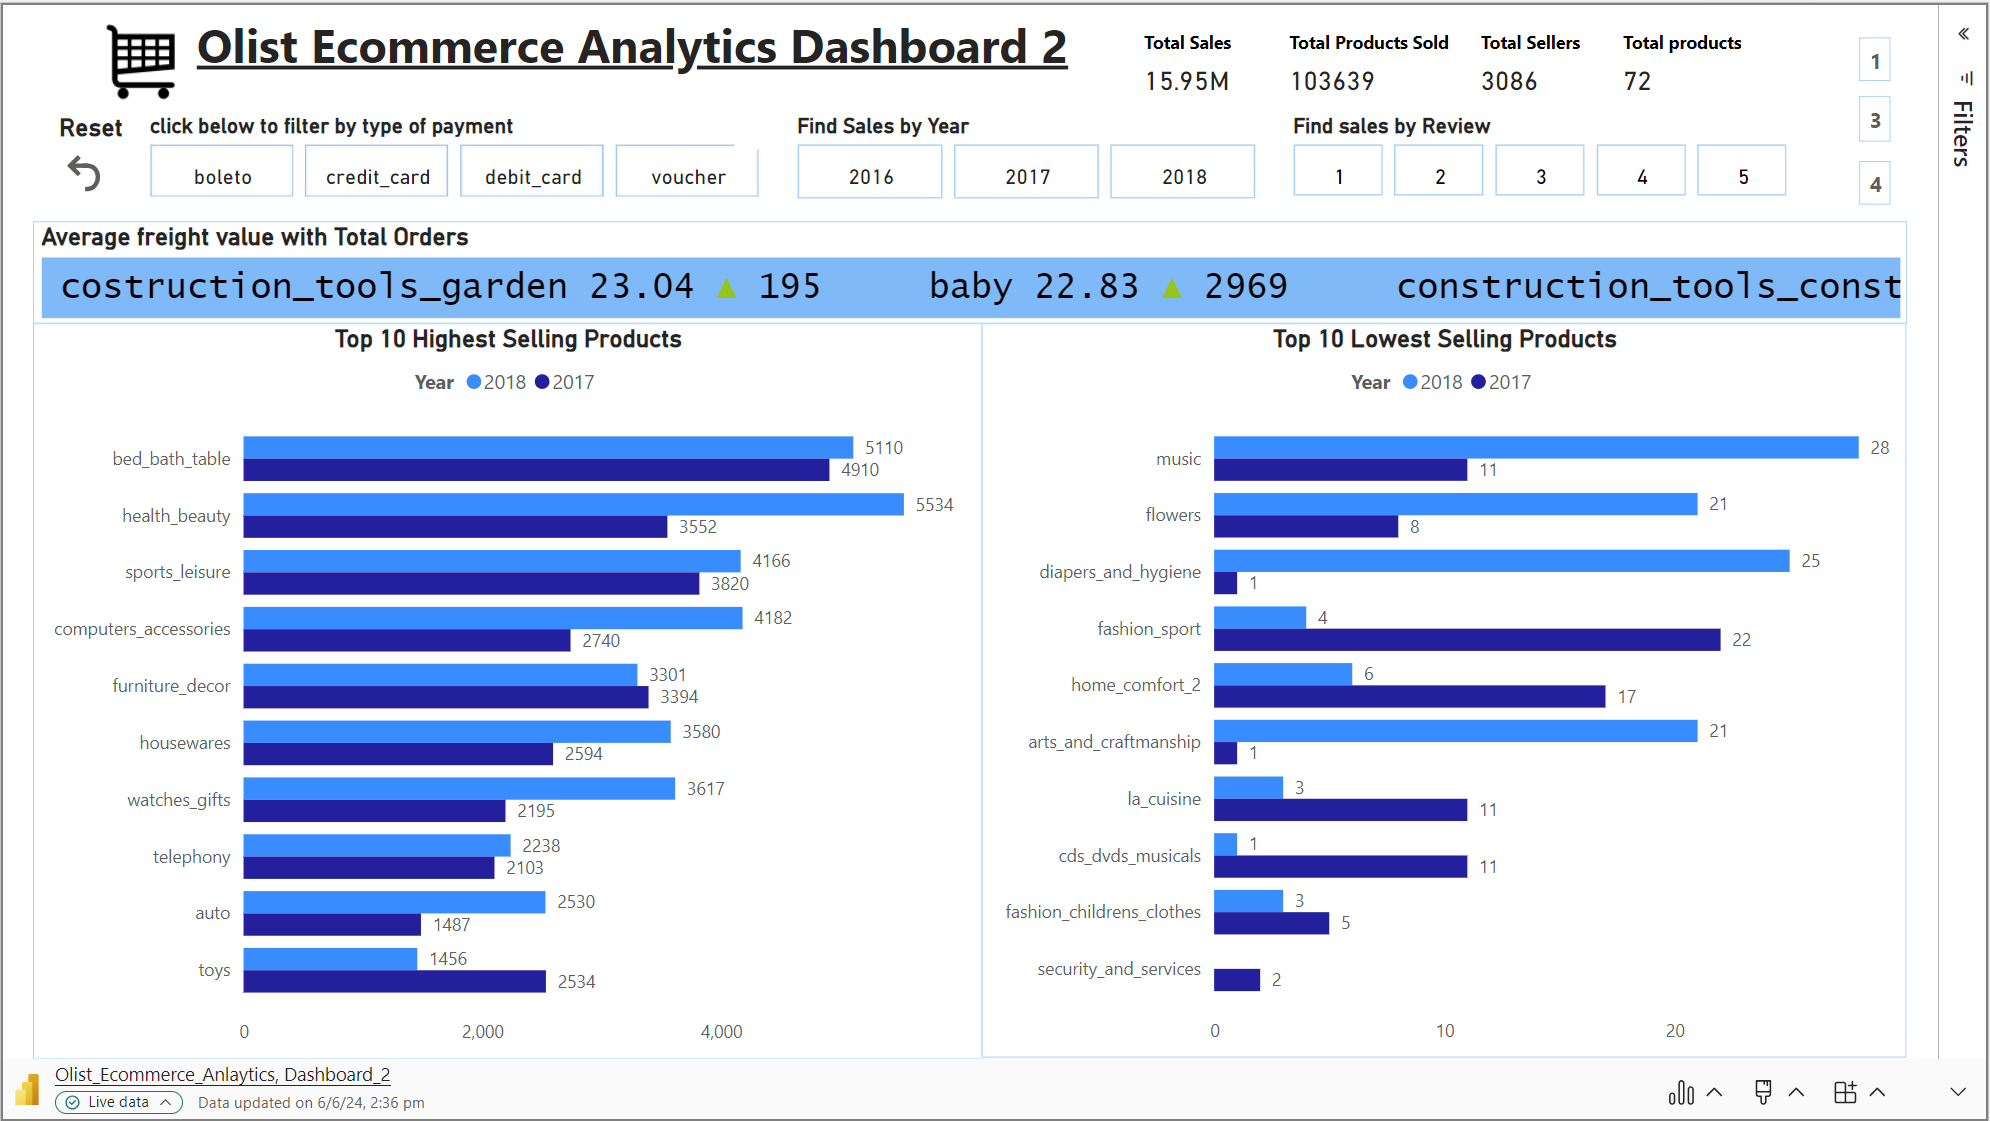 Olist Ecommerce Analytics Dashboard 2
Total Sales
15.95M
Total Products Sold
103639
Total Sellers
3086
Total products
72
1
3
4
Filters
Reset
click below to filter by type of payment
boleto
credit_card
debit_card
voucher
Find Sales by Year
2016
2017
2018
Find sales by Review
1
2
3
4
5
Average freight value with Total Orders
costruction_tools_garden 23.04 ▲ 195 baby 22.83 ▲ 2969 construction_tools_const
Top 10 Highest Selling Products
Year 2018 2017
bed_bath_table 5110
4910
health_beauty 5534
3552
sports_leisure 4166
3820
computers_accessories 4182
2740
furniture_decor 3301
3394
housewares 3580
2594
watches_gifts 3617
2195
telephony 2238
2103
auto 2530
1487
toys 1456
2534
0 2,000 4,000
Top 10 Lowest Selling Products
Year 2018 2017
music 28
11
flowers 21
8
diapers_and_hygiene 25
1
fashion_sport 4
22
home_comfort_2 6
17
arts_and_craftmanship 21
1
la_cuisine 3
11
cds_dvds_musicals 1
11
fashion_childrens_clothes 3
5
security_and_services 2
0 10 20
Olist_Ecommerce_Anlaytics, Dashboard_2
Live data
Data updated on 6/6/24, 2:36 pm